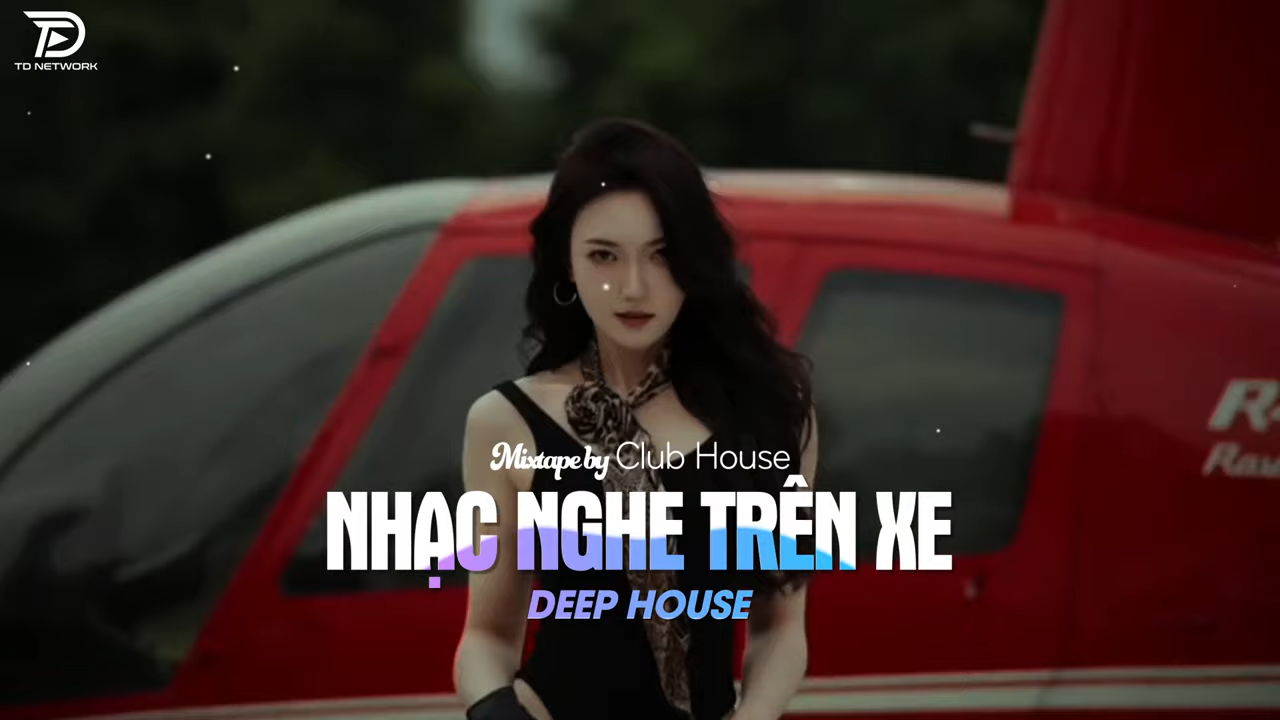 TD NETWORK
Mixtape by Club House
NHẠC NGHE TRÊN XE
DEEP HOUSE